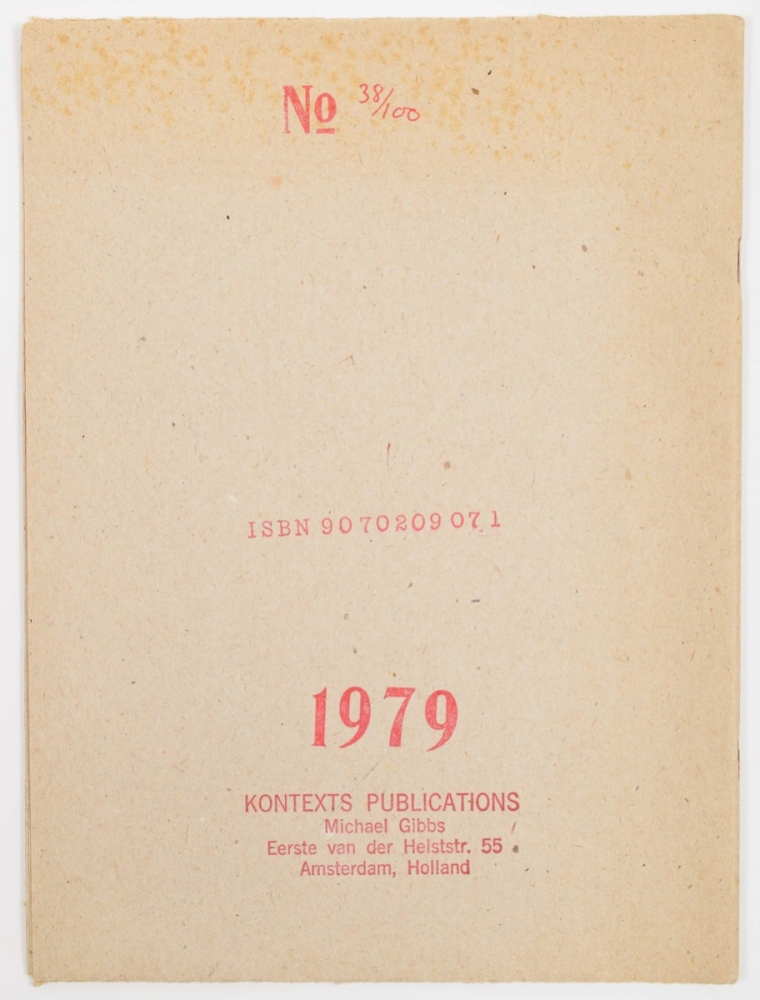 No 38/100
ISBN 90 70209 07 1
1979
KONTEXTS PUBLICATIONS
Michael Gibbs
Eerste van der Helststr. 55
Amsterdam, Holland